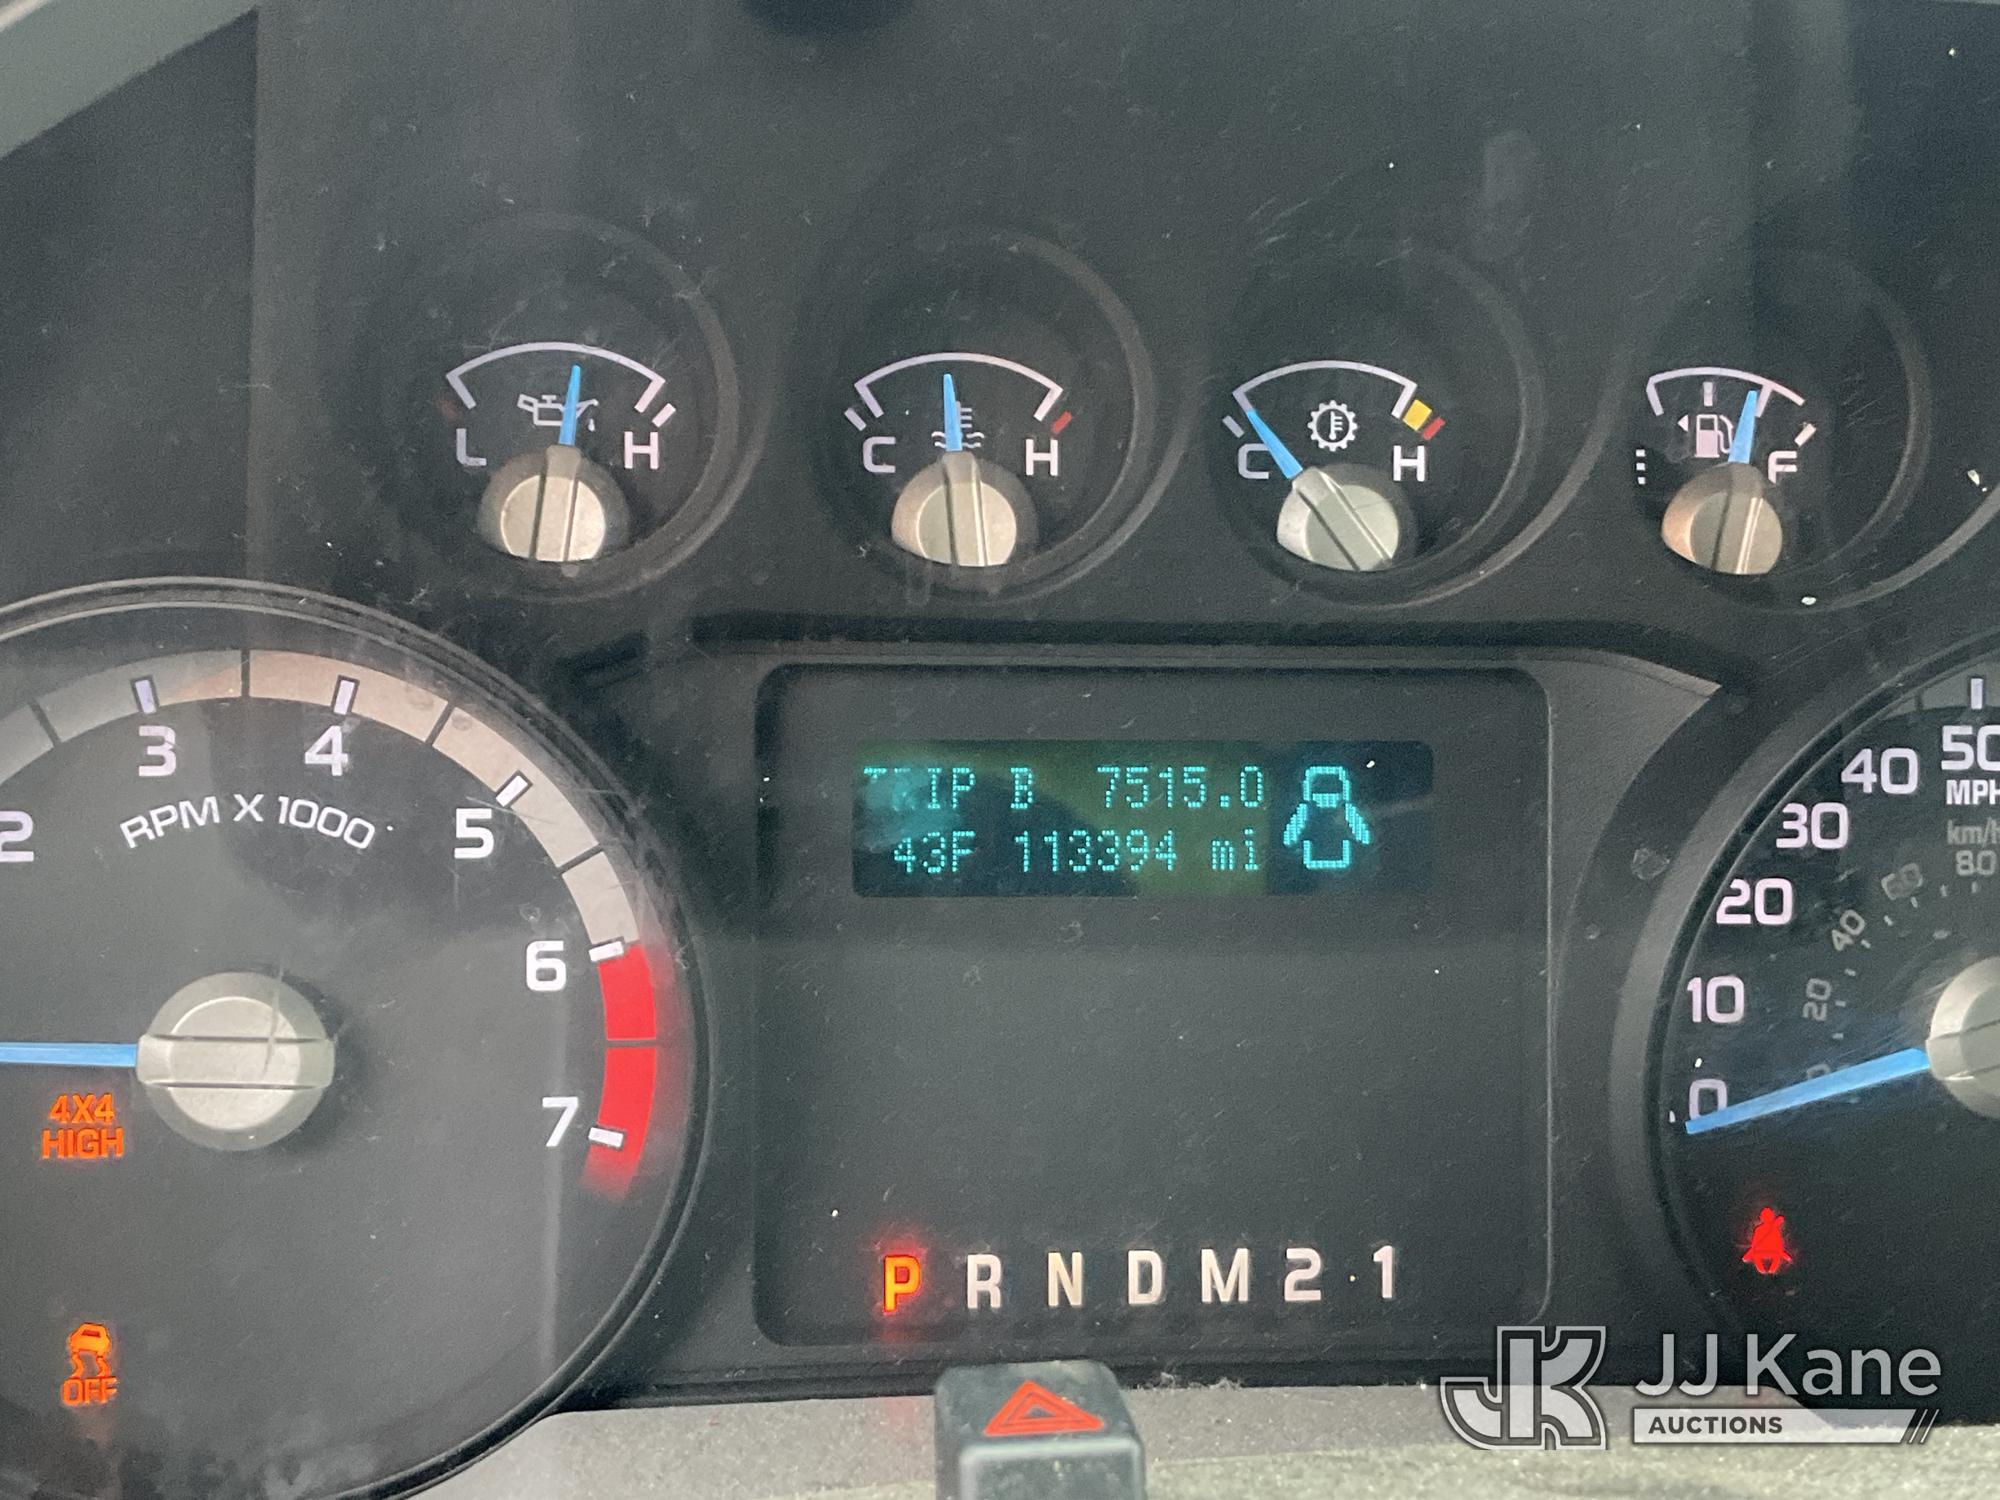 L H
C H
C H
F
2 3 4 5 6 7
RPM X 1000
IP B 7515.0
43F 113394 mi
0 10 20 30 40 50
MPH
km/h
20 40 60 80
4X4
HIGH
OFF
P R N D M 2 1
JK
JJ Kane
AUCTIONS